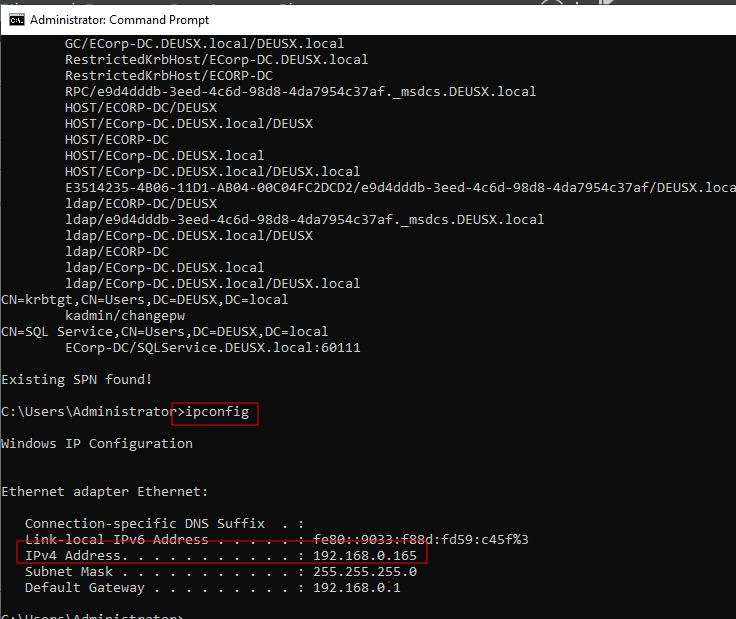 Administrator: Command Prompt
GC/ECorp-DC.DEUSX.local/DEUSX.local
RestrictedKrbHost/ECorp-DC.DEUSX.local
RestrictedKrbHost/ECORP-DC
RPC/e9d4dddb-3eed-4c6d-98d8-4da7954c37af._msdcs.DEUSX.local
HOST/ECORP-DC/DEUSX
HOST/ECorp-DC.DEUSX.local/DEUSX
HOST/ECORP-DC
HOST/ECorp-DC.DEUSX.local
HOST/ECorp-DC.DEUSX.local/DEUSX.local
E3514235-4B06-11D1-AB04-00C04FC2DCD2/e9d4dddb-3eed-4c6d-98d8-4da7954c37af/DEUSX.loca
ldap/ECORP-DC/DEUSX
ldap/e9d4dddb-3eed-4c6d-98d8-4da7954c37af._msdcs.DEUSX.local
ldap/ECorp-DC.DEUSX.local/DEUSX
ldap/ECORP-DC
ldap/ECorp-DC.DEUSX.local
ldap/ECorp-DC.DEUSX.local/DEUSX.local
CN=krbtgt,CN=Users,DC=DEUSX,DC=local
kadmin/changepw
CN=SQL Service,CN=Users,DC=DEUSX,DC=local
ECorp-DC/SQLService.DEUSX.local:60111
Existing SPN found!
C:\Users\Administrator>ipconfig
Windows IP Configuration
Ethernet adapter Ethernet:
Connection-specific DNS Suffix  . :
Link-local IPv6 Address . . . . . : fe80::9033:f88d:fd59:c45f%3
IPv4 Address. . . . . . . . . . . : 192.168.0.165
Subnet Mask . . . . . . . . . . . : 255.255.255.0
Default Gateway . . . . . . . . . : 192.168.0.1
C:\Users\Administrator>